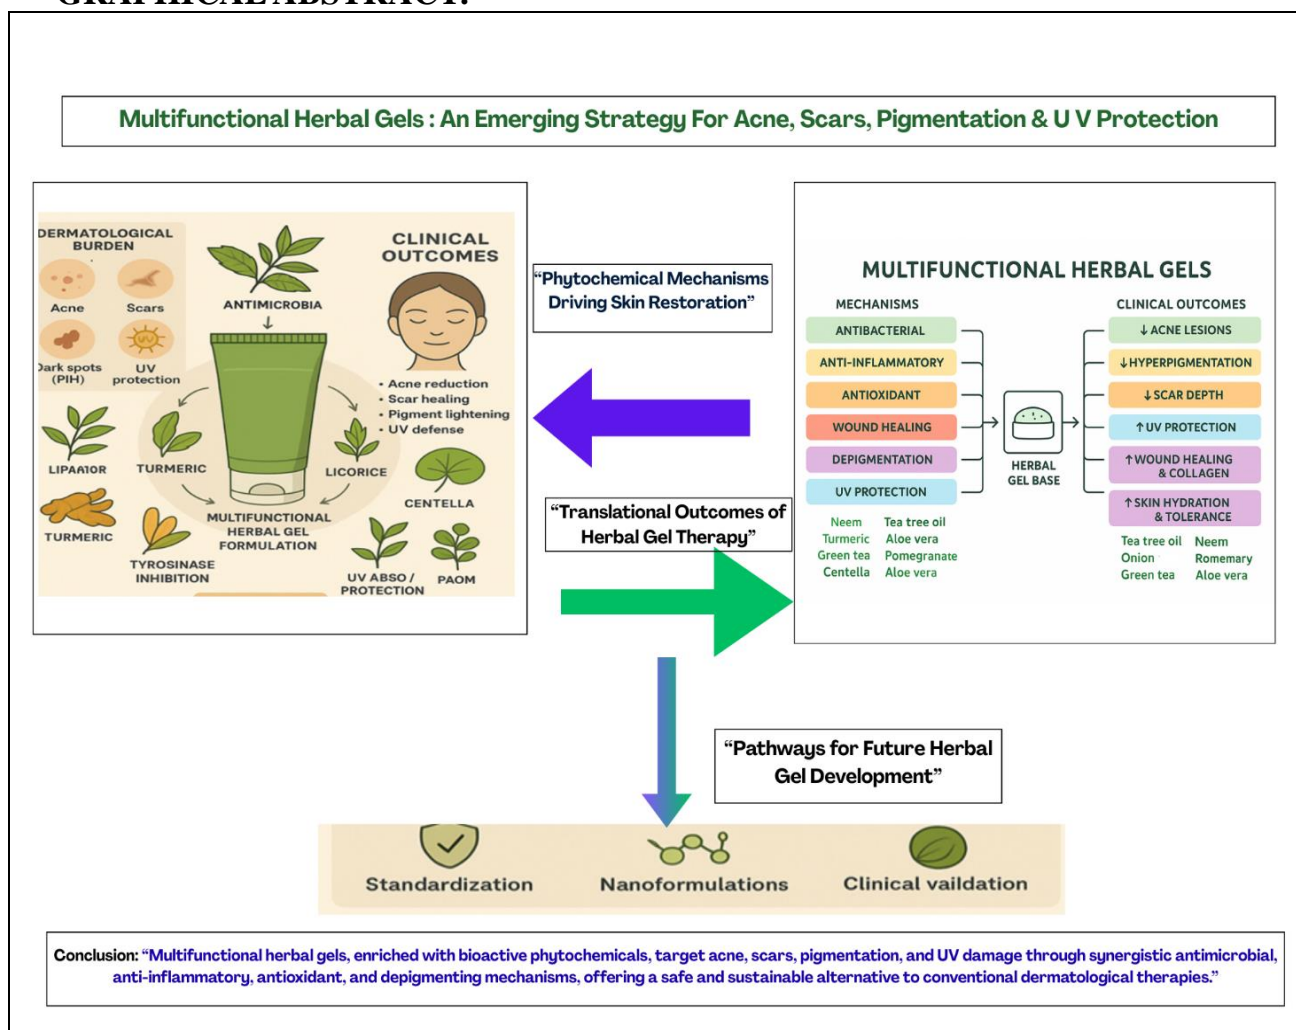 GRAPHICAL ABSTRACT:
Multifunctional Herbal Gels : An Emerging Strategy For Acne, Scars, Pigmentation & U V Protection
DERMATOLOGICAL
BURDEN
Acne
Scars
Dark spots
(PIH)
UV
protection
ANTIMICROBIA
CLINICAL
OUTCOMES
• Acne reduction
• Scar healing
• Pigment lightening
• UV defense
TURMERIC
LICORICE
CENTELLA
TURMERIC
TYROSINASE
INHIBITION
MULTIFUNCTIONAL
HERBAL GEL
FORMULATION
UV ABSO /
PROTECTION
PAOM
“Phytochemical Mechanisms
Driving Skin Restoration”
“Translational Outcomes of
Herbal Gel Therapy”
MULTIFUNCTIONAL HERBAL GELS
MECHANISMS
ANTIBACTERIAL
ANTI-INFLAMMATORY
ANTIOXIDANT
WOUND HEALING
DEPIGMENTATION
UV PROTECTION
Neem Tea tree oil
Turmeric Aloe vera
Green tea Pomegranate
Centella Aloe vera
HERBAL
GEL BASE
CLINICAL OUTCOMES
↓ ACNE LESIONS
↓HYPERPIGMENTATION
↓ SCAR DEPTH
↑ UV PROTECTION
↑WOUND HEALING
& COLLAGEN
↑SKIN HYDRATION
& TOLERANCE
Tea tree oil Neem
Onion Romemary
Green tea Aloe vera
“Pathways for Future Herbal
Gel Development”
Standardization
Nanoformulations
Clinical vaildation
Conclusion: “Multifunctional herbal gels, enriched with bioactive phytochemicals, target acne, scars, pigmentation, and UV damage through synergistic antimicrobial,
anti-inflammatory, antioxidant, and depigmenting mechanisms, offering a safe and sustainable alternative to conventional dermatological therapies.”